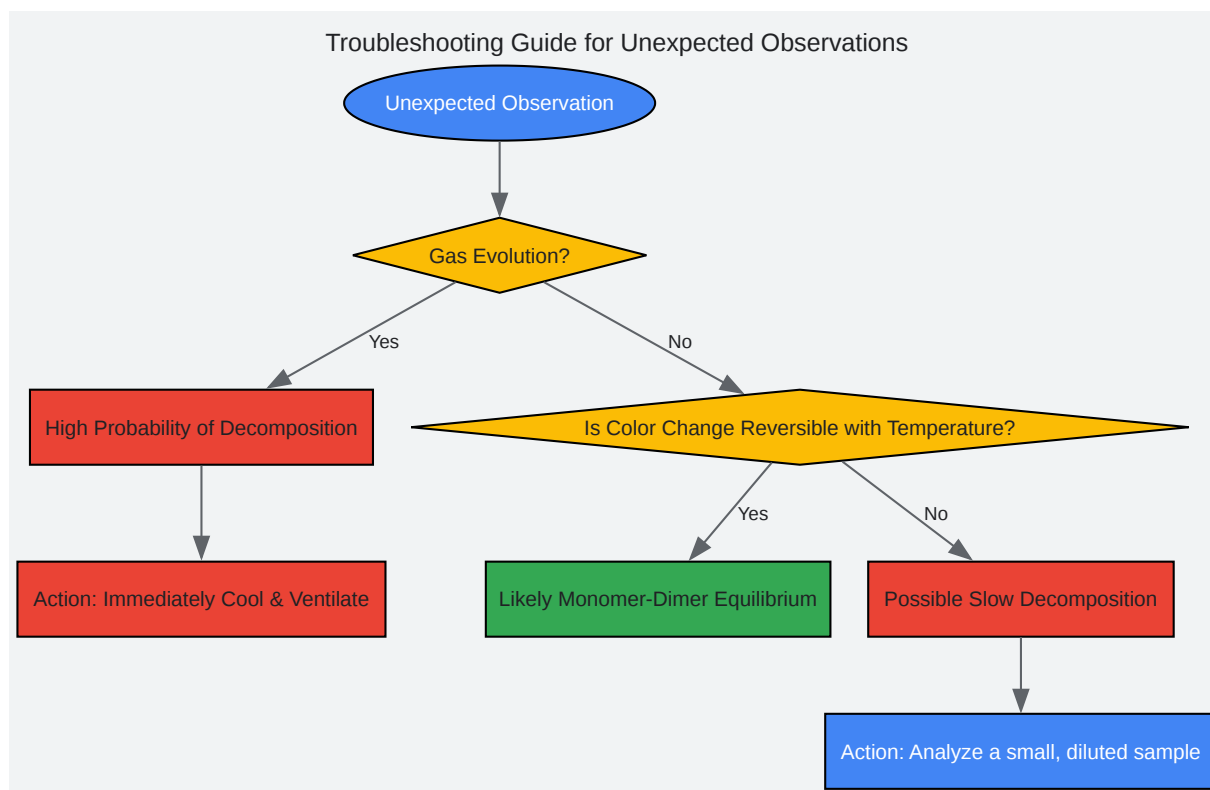 Troubleshooting Guide for Unexpected Observations
Unexpected Observation
Gas Evolution?
Yes
No
High Probability of Decomposition
Is Color Change Reversible with Temperature?
Yes
No
Action: Immediately Cool & Ventilate
Likely Monomer-Dimer Equilibrium
Possible Slow Decomposition
Action: Analyze a small, diluted sample